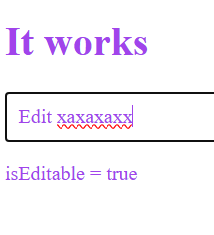 It works
Edit xaxaxaxx
isEditable = true